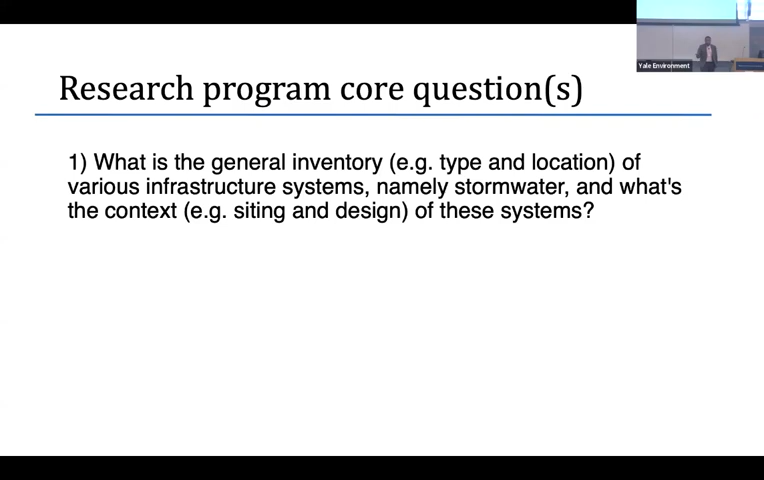 Research program core question(s)
1) What is the general inventory (e.g. type and location) of
various infrastructure systems, namely stormwater, and what's
the context (e.g. siting and design) of these systems?
Yale Environment